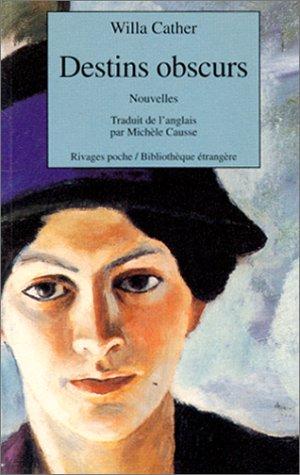 Willa Cather
Destins obscurs
Nouvelles
Traduit de l'anglais
par Michèle Causse
Rivages poche / Bibliothèque étrangère